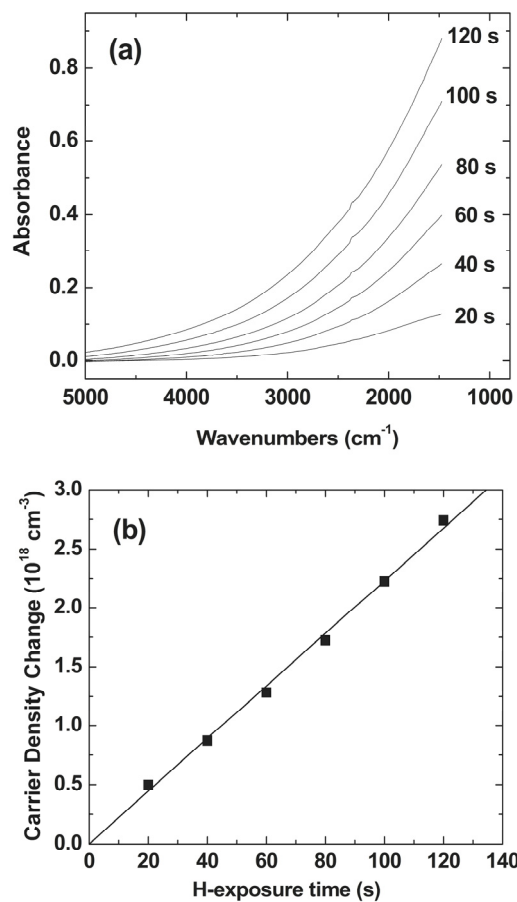 (a)
120 s
100 s
80 s
60 s
40 s
20 s
Absorbance
0.8
0.6
0.4
0.2
0.0
5000 4000 3000 2000 1000
Wavenumbers (cm⁻¹)
(b)
Carrier Density Change (10¹⁸ cm⁻³)
3.0
2.5
2.0
1.5
1.0
0.5
0.0
0 20 40 60 80 100 120 140
H-exposure time (s)